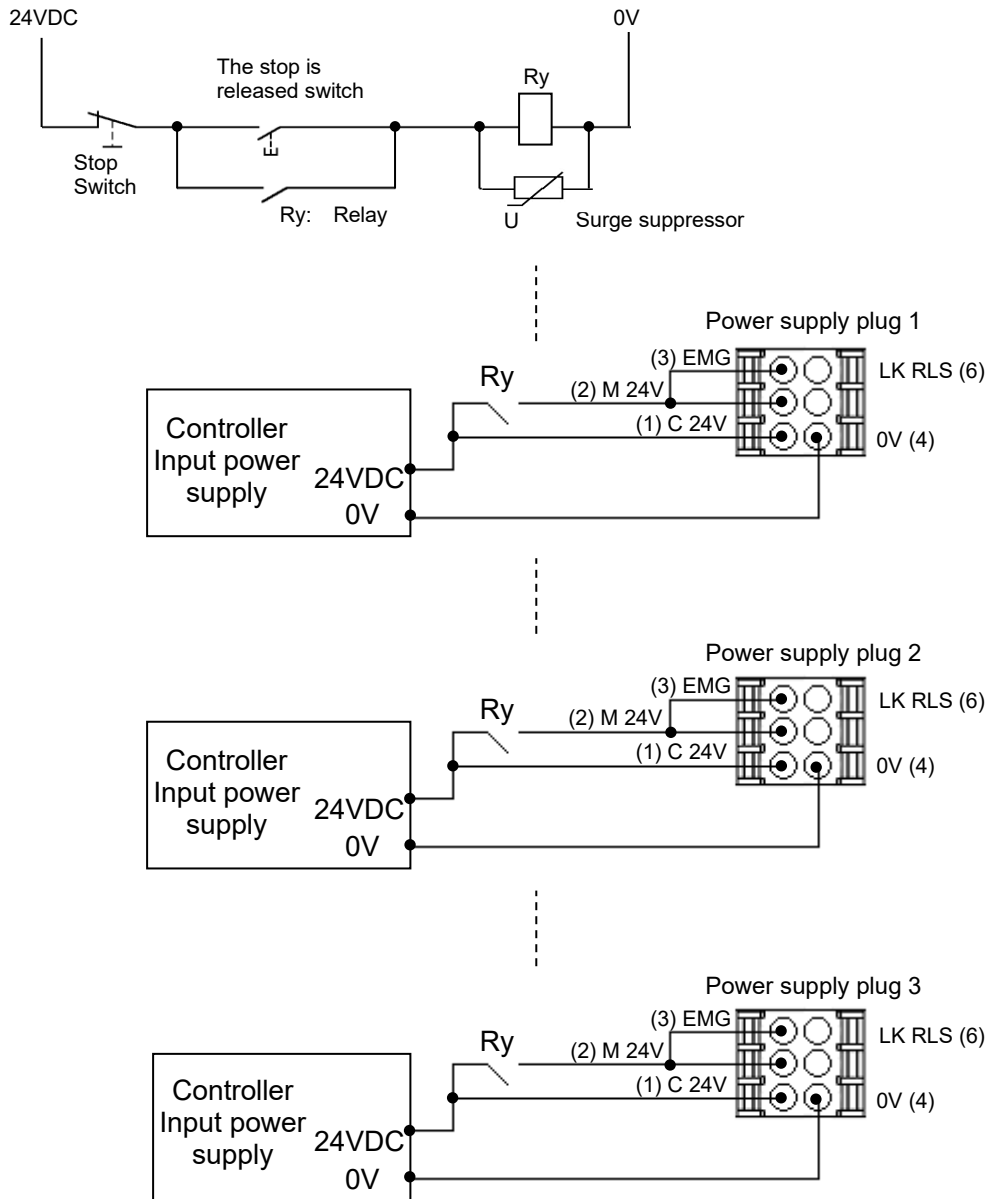 24VDC
0V
The stop is
released switch
Ry
Stop
Switch
Ry: Relay
U
Surge suppressor
Power supply plug 1
(3) EMG
LK RLS (6)
Ry
(2) M 24V
(1) C 24V
0V (4)
Controller
Input power
supply
24VDC
0V
Power supply plug 2
(3) EMG
LK RLS (6)
Ry
(2) M 24V
(1) C 24V
0V (4)
Controller
Input power
supply
24VDC
0V
Power supply plug 3
(3) EMG
LK RLS (6)
Ry
(2) M 24V
(1) C 24V
0V (4)
Controller
Input power
supply
24VDC
0V